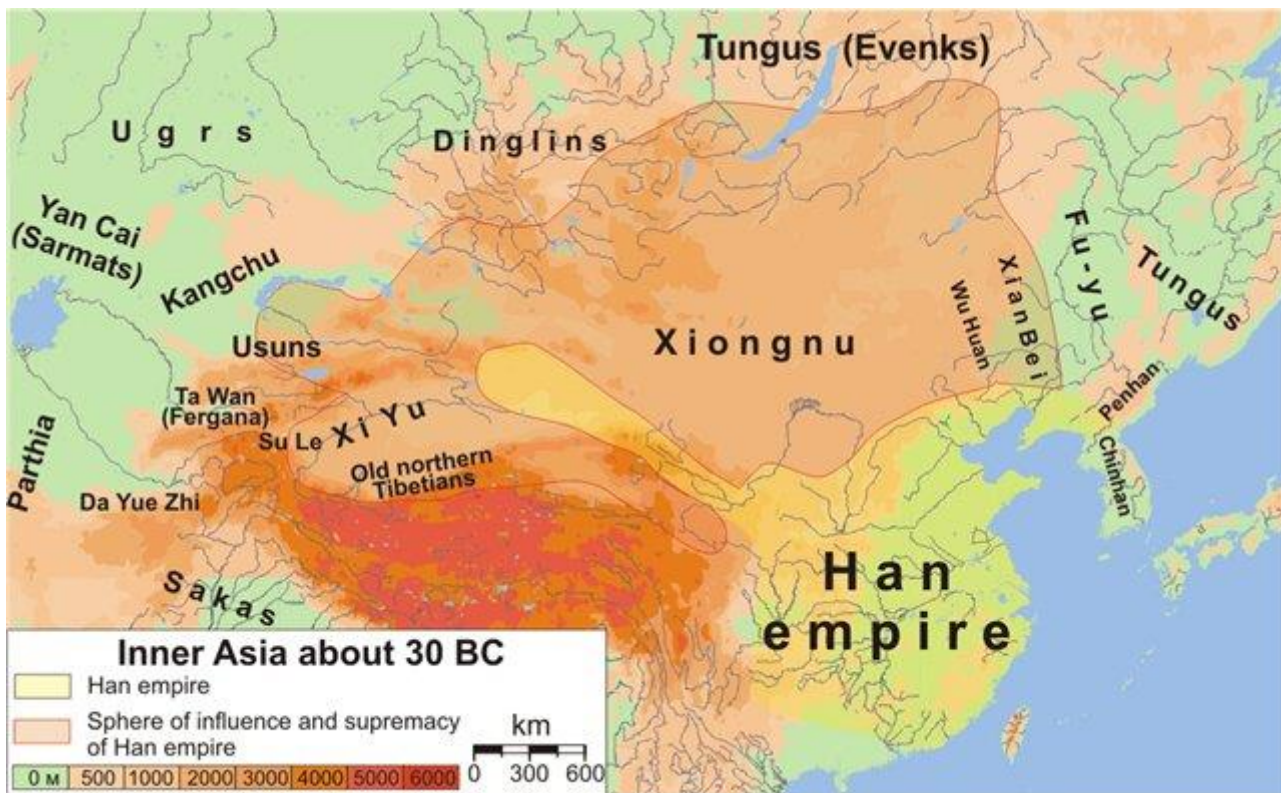 Tungus (Evenks)
Ugrs
Dinglins
Yan Cai
(Sarmats)
Kangchu
Fu-yu
Tungus
Xian Bei
Wu Huan
Usuns
Xiongnu
Ta Wan
(Fergana)
Su Le
Xi Yu
Penhan
Parthia
Old northern
Tibetians
Chinhan
Da Yue Zhi
Sakas
Han
empire
Inner Asia about 30 BC
Han empire
Sphere of influence and supremacy
of Han empire
km
0 300 600
0 м 500 1000 2000 3000 4000 5000 6000